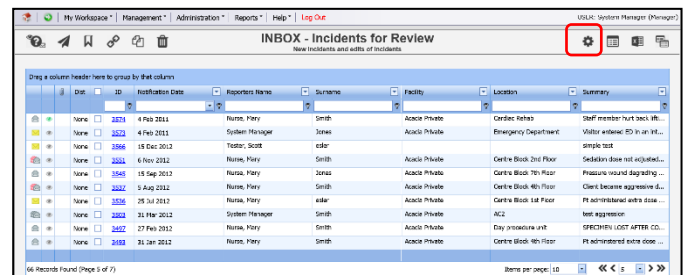 My Workspace Management Administration Reports Help Log Out USER: System Manager (Manager)
INBOX - Incidents for Review
New Incidents and edits of Incidents
Drag a column header here to group by that column
Dist ID Notification Date Reporters Name Surname Facility Location Summary
None 3574 4 Feb 2011 Nurse, Mary Smith Acacia Private Cardiac Rehab Staff member hurt back lifti...
None 3573 4 Feb 2011 System Manager Jones Acacia Private Emergency Department Visitor entered ED in an int...
None 3566 15 Dec 2012 Tester, Scott esler simple test
None 3551 6 Nov 2012 Nurse, Mary Smith Acacia Private Centre Block 2nd Floor Sedation dose not adjusted...
None 3545 15 Sep 2012 Nurse, Mary Jones Acacia Private Centre Block 7th Floor Pressure wound degrading ...
None 3537 5 Aug 2012 Nurse, Mary Smith Acacia Private Centre Block 4th Floor Client became aggressive d...
None 3536 25 Jul 2012 Nurse, Mary esler Acacia Private Centre Block 1st Floor Pt administered extra dose ...
None 3503 31 Mar 2012 System Manager Smith Acacia Private AC2 test aggression
None 3497 27 Feb 2012 Nurse, Mary Smith Acacia Private Day procedure unit SPECIMEN LOST AFTER CO...
None 3493 31 Jan 2012 Nurse, Mary Smith Acacia Private Centre Block 4th Floor Pt administered extra dose ...
66 Records Found (Page 5 of 7) Items per page: 10 5